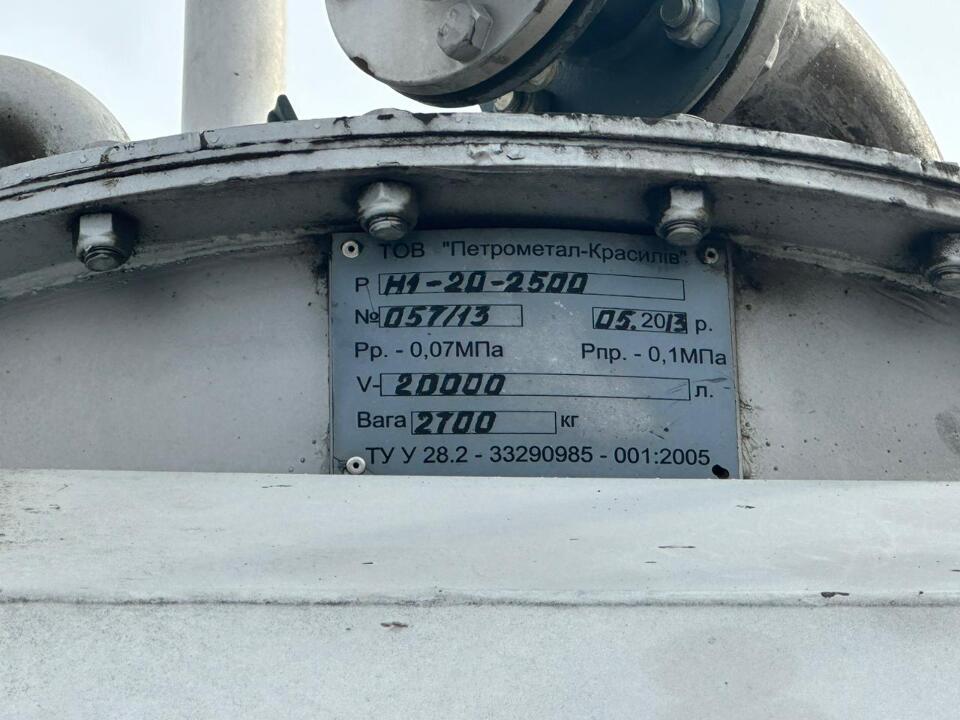 ТОВ "Петрометал-Красилів"
Р Н1-20-2500
№ 057/13 05.2013 р.
Рр. - 0,07МПа Рпр. - 0,1МПа
V- 20000 л.
Вага 2700 кг
ТУ У 28.2 - 33290985 - 001:2005